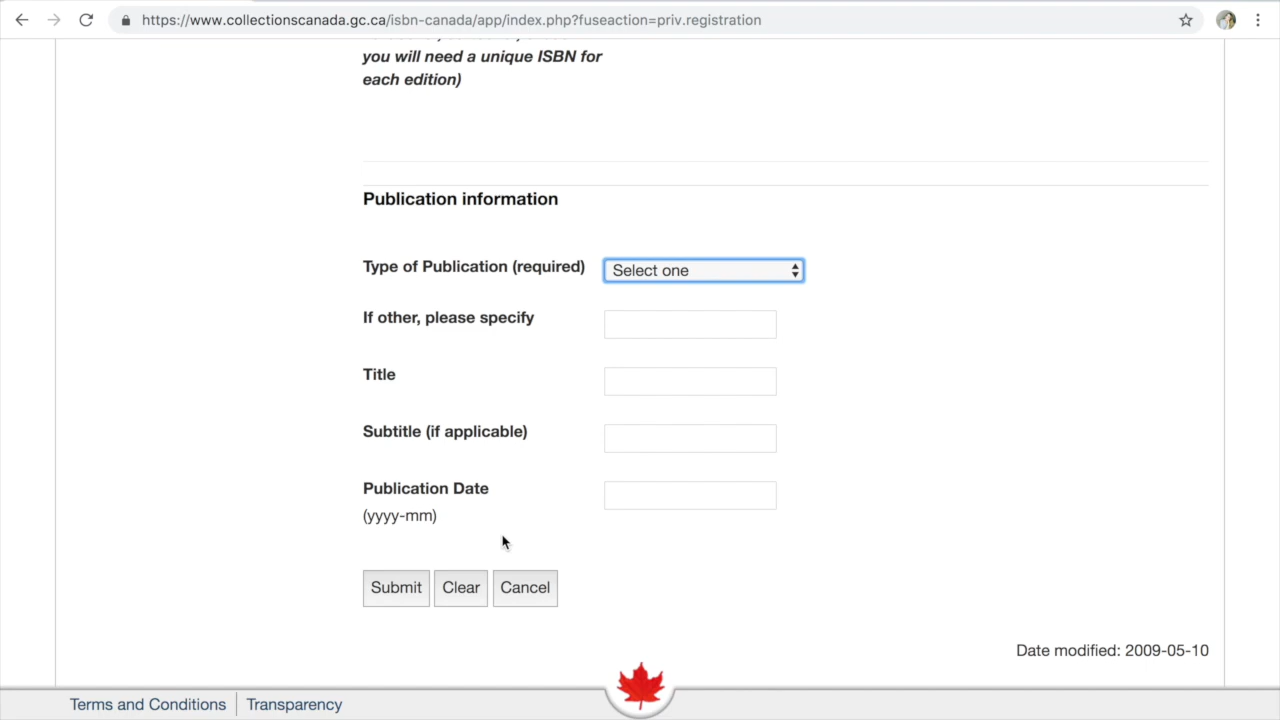 https://www.collectionscanada.gc.ca/isbn-canada/app/index.php?fuseaction=priv.registration
you will need a unique ISBN for
each edition)
Publication information
Type of Publication (required)
Select one
If other, please specify
Title
Subtitle (if applicable)
Publication Date
(yyyy-mm)
Submit
Clear
Cancel
Date modified: 2009-05-10
Terms and Conditions
Transparency